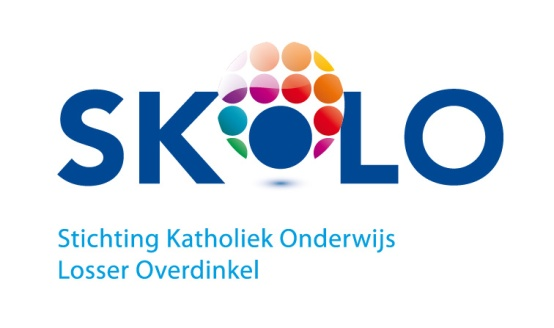 SKOLO
Stichting Katholiek Onderwijs
Losser Overdinkel